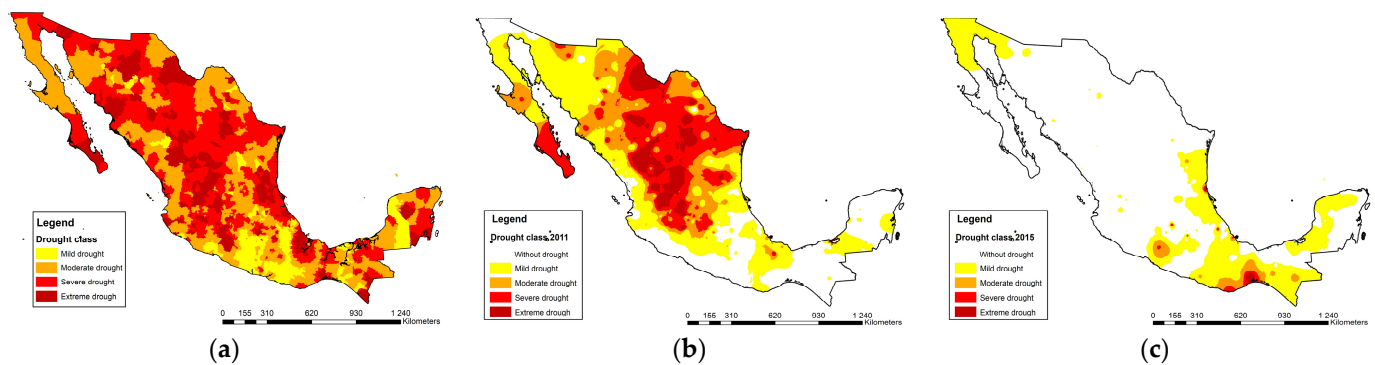 Legend
Drought class
Mild drought
Moderate drought
Severe drought
Extreme drough
0 155 310 620 930 1 240
Kilometers
(a)
Legend
Drought class 2011
Without drought
Mild drought
Moderate drought
Severe drought
Extreme drough
0 155 310 620 030 1 240
Kilometers
(b)
Legend
Drought class 2015
Without drought
Mild drought
Moderate drought
Severe drought
Extreme drough
0 155 310 620 030 1 240
Kilometers
(c)